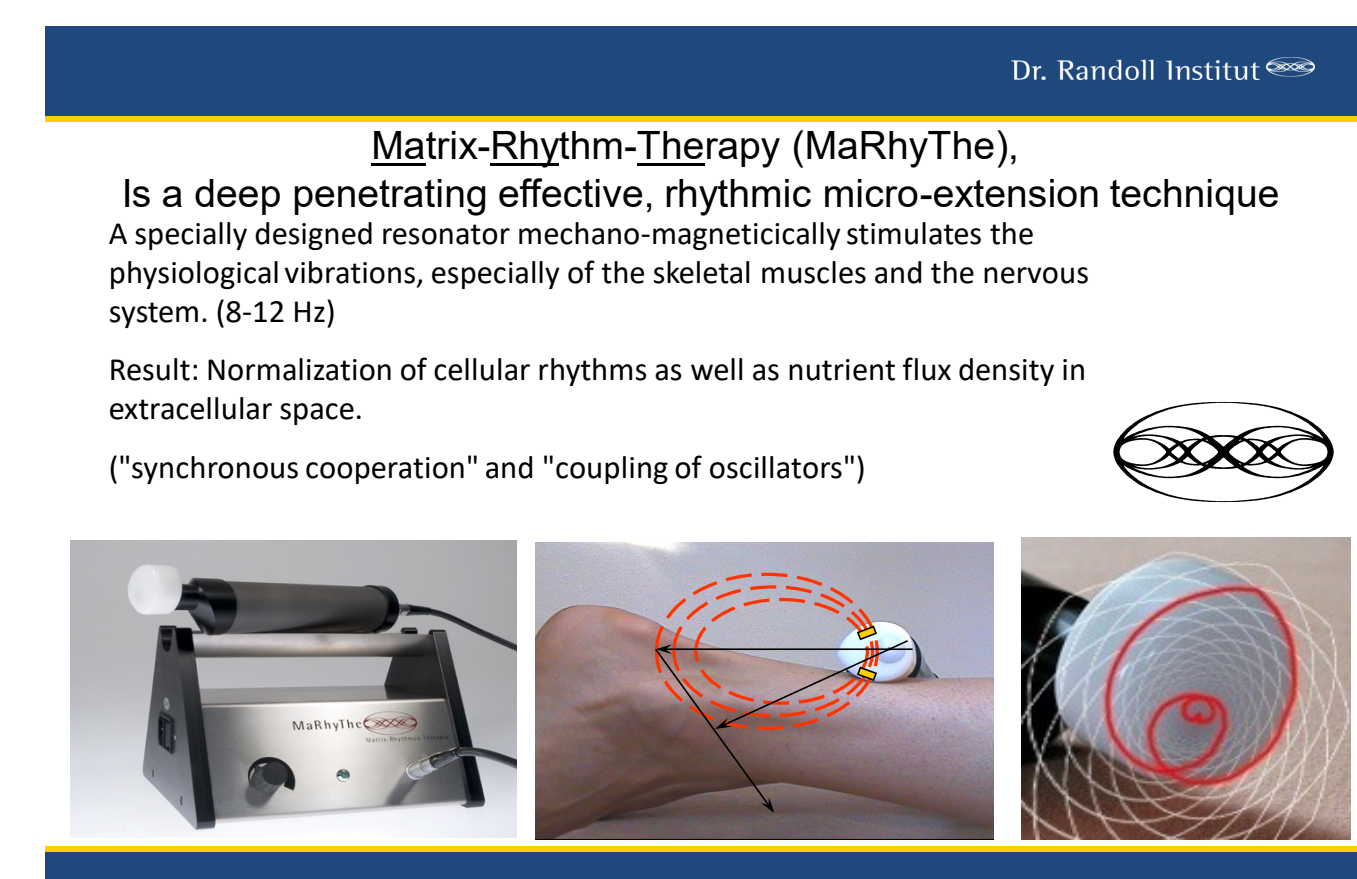 Dr. Randoll Institut
Matrix-Rhythm-Therapy (MaRhyThe),
Is a deep penetrating effective, rhythmic micro-extension technique
A specially designed resonator mechano-magneticically stimulates the
physiological vibrations, especially of the skeletal muscles and the nervous
system. (8-12 Hz)
Result: Normalization of cellular rhythms as well as nutrient flux density in
extracellular space.
("synchronous cooperation" and "coupling of oscillators")
MaRhyThe
Matrix-Rhythmus-Therapie